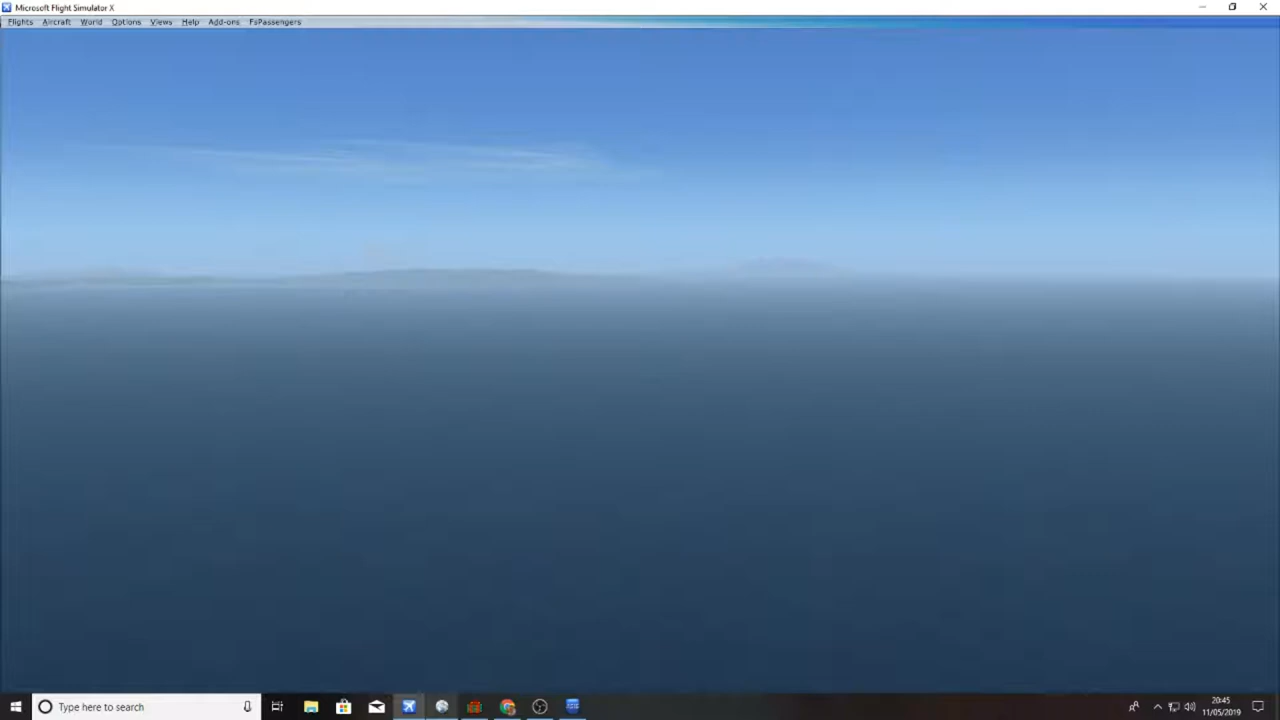 Microsoft Flight Simulator X
Flights Aircraft World Options Views Help Add-ons FsPassengers
Type here to search
20:45
11/05/2019